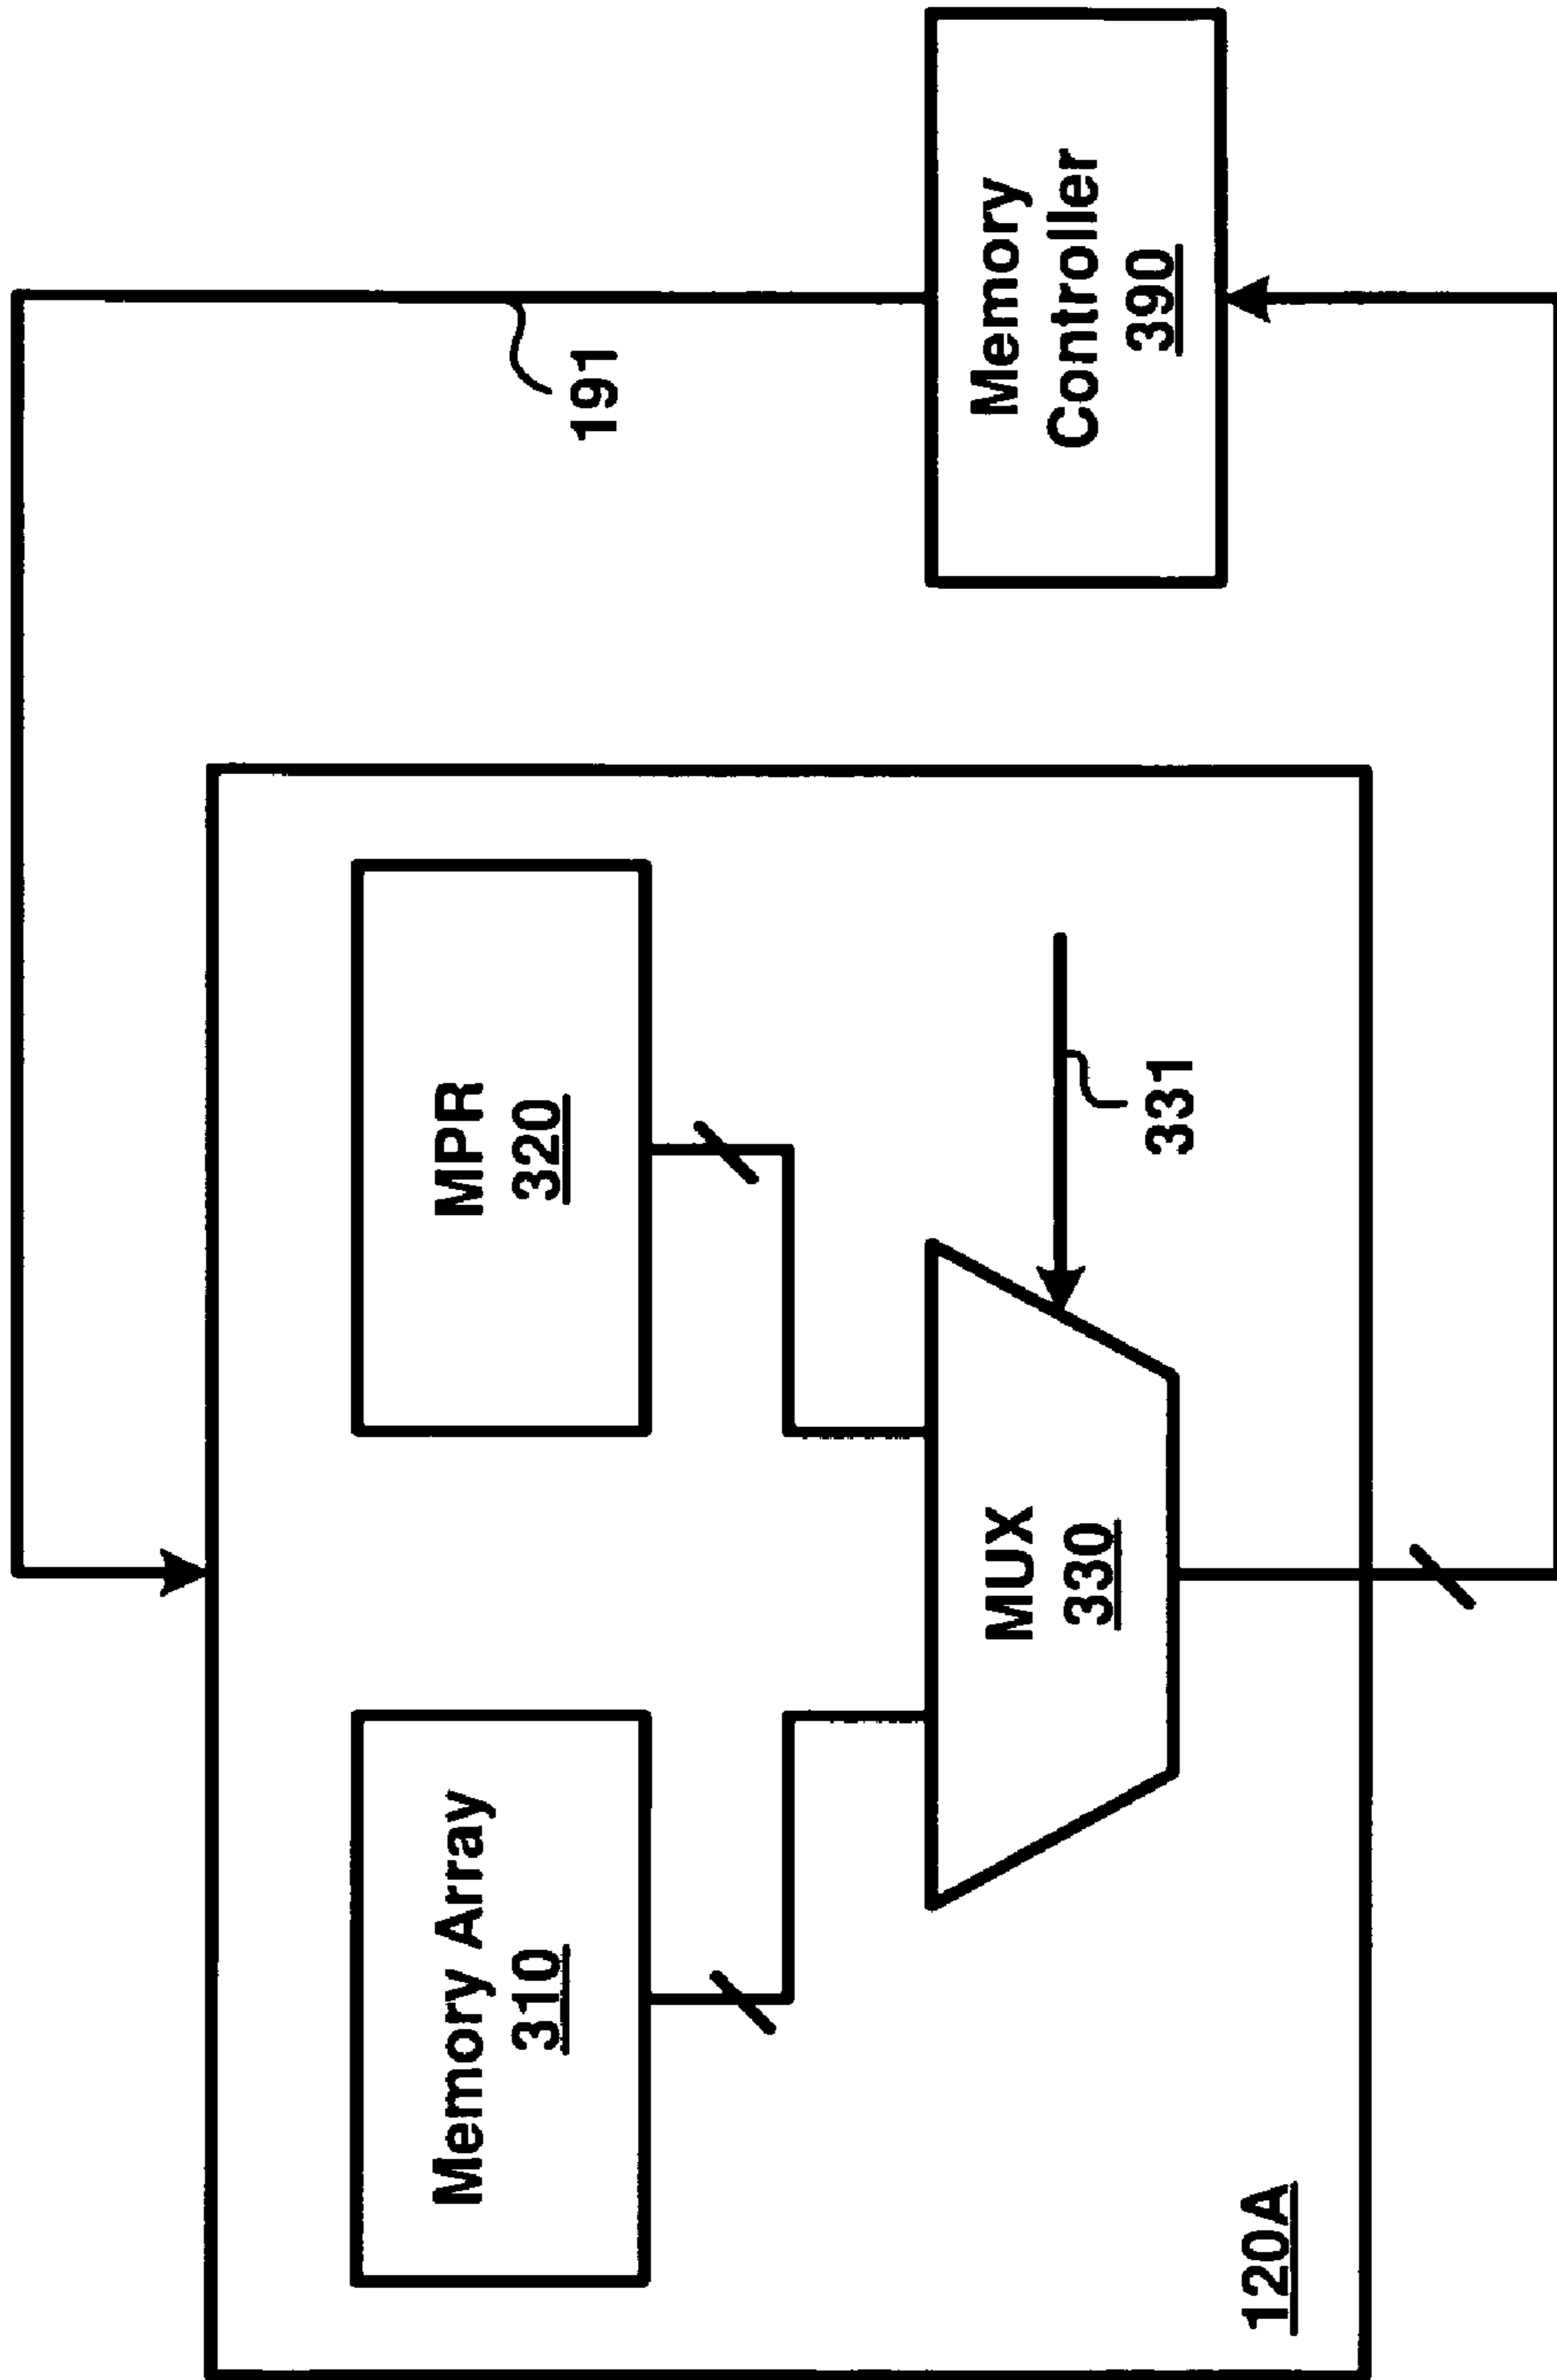 191
Memory Array
310
MPR
320
Memory
Controller
390
MUX
330
331
120A